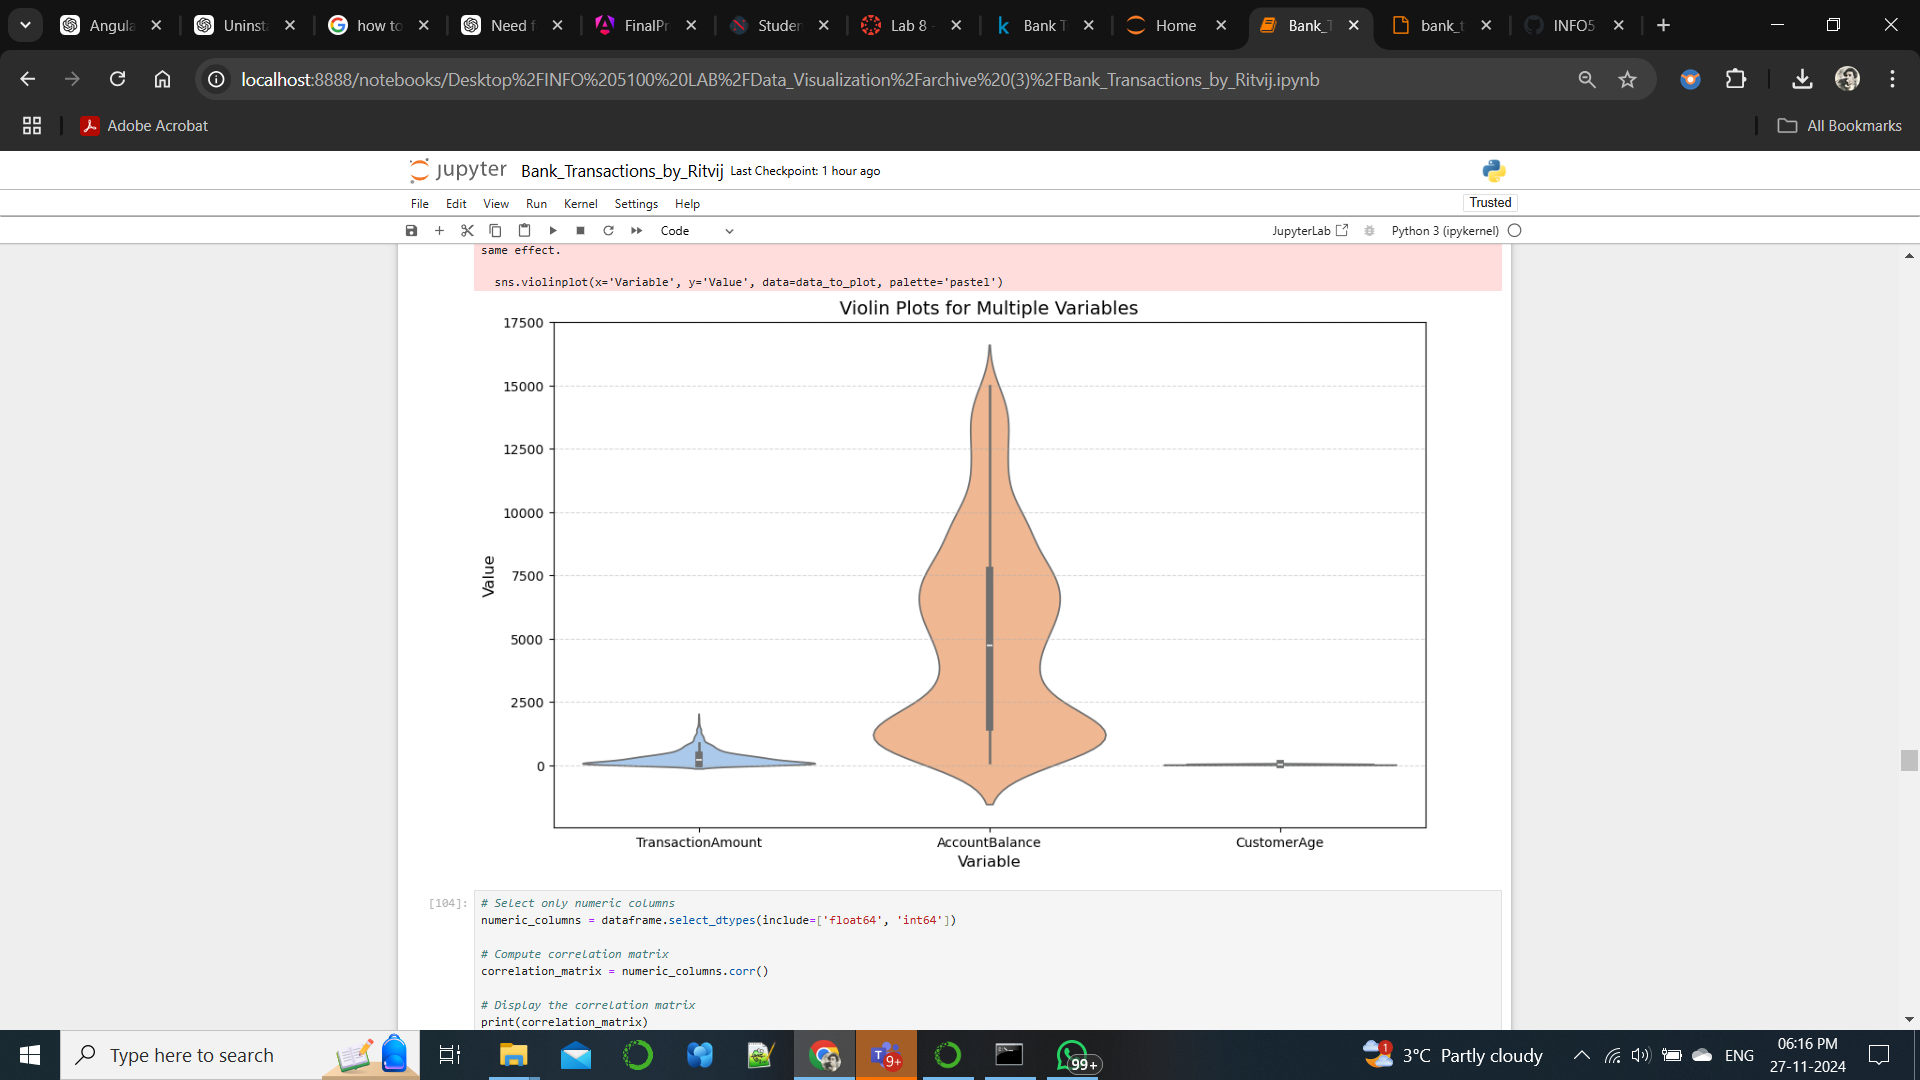 Angula
Uninsta
how to
Need f
FinalPr
Studen
Lab 8 -
Bank T
Home
Bank_T
bank_t
INFO5
localhost:8888/notebooks/Desktop%2FINFO%205100%20LAB%2FData_Visualization%2Farchive%20(3)%2FBank_Transactions_by_Ritvij.ipynb
Adobe Acrobat
All Bookmarks
jupyter Bank_Transactions_by_Ritvij Last Checkpoint: 1 hour ago
File Edit View Run Kernel Settings Help
Trusted
Code
JupyterLab
Python 3 (ipykernel)
same effect.
sns.violinplot(x='Variable', y='Value', data=data_to_plot, palette='pastel')
Violin Plots for Multiple Variables
17500
15000
12500
10000
7500
5000
2500
0
Value
TransactionAmount
AccountBalance
CustomerAge
Variable
[104]:
# Select only numeric columns
numeric_columns = dataframe.select_dtypes(include=['float64', 'int64'])
# Compute correlation matrix
correlation_matrix = numeric_columns.corr()
# Display the correlation matrix
print(correlation_matrix)
Type here to search
9+
99+
1
3°C Partly cloudy
ENG
06:16 PM
27-11-2024